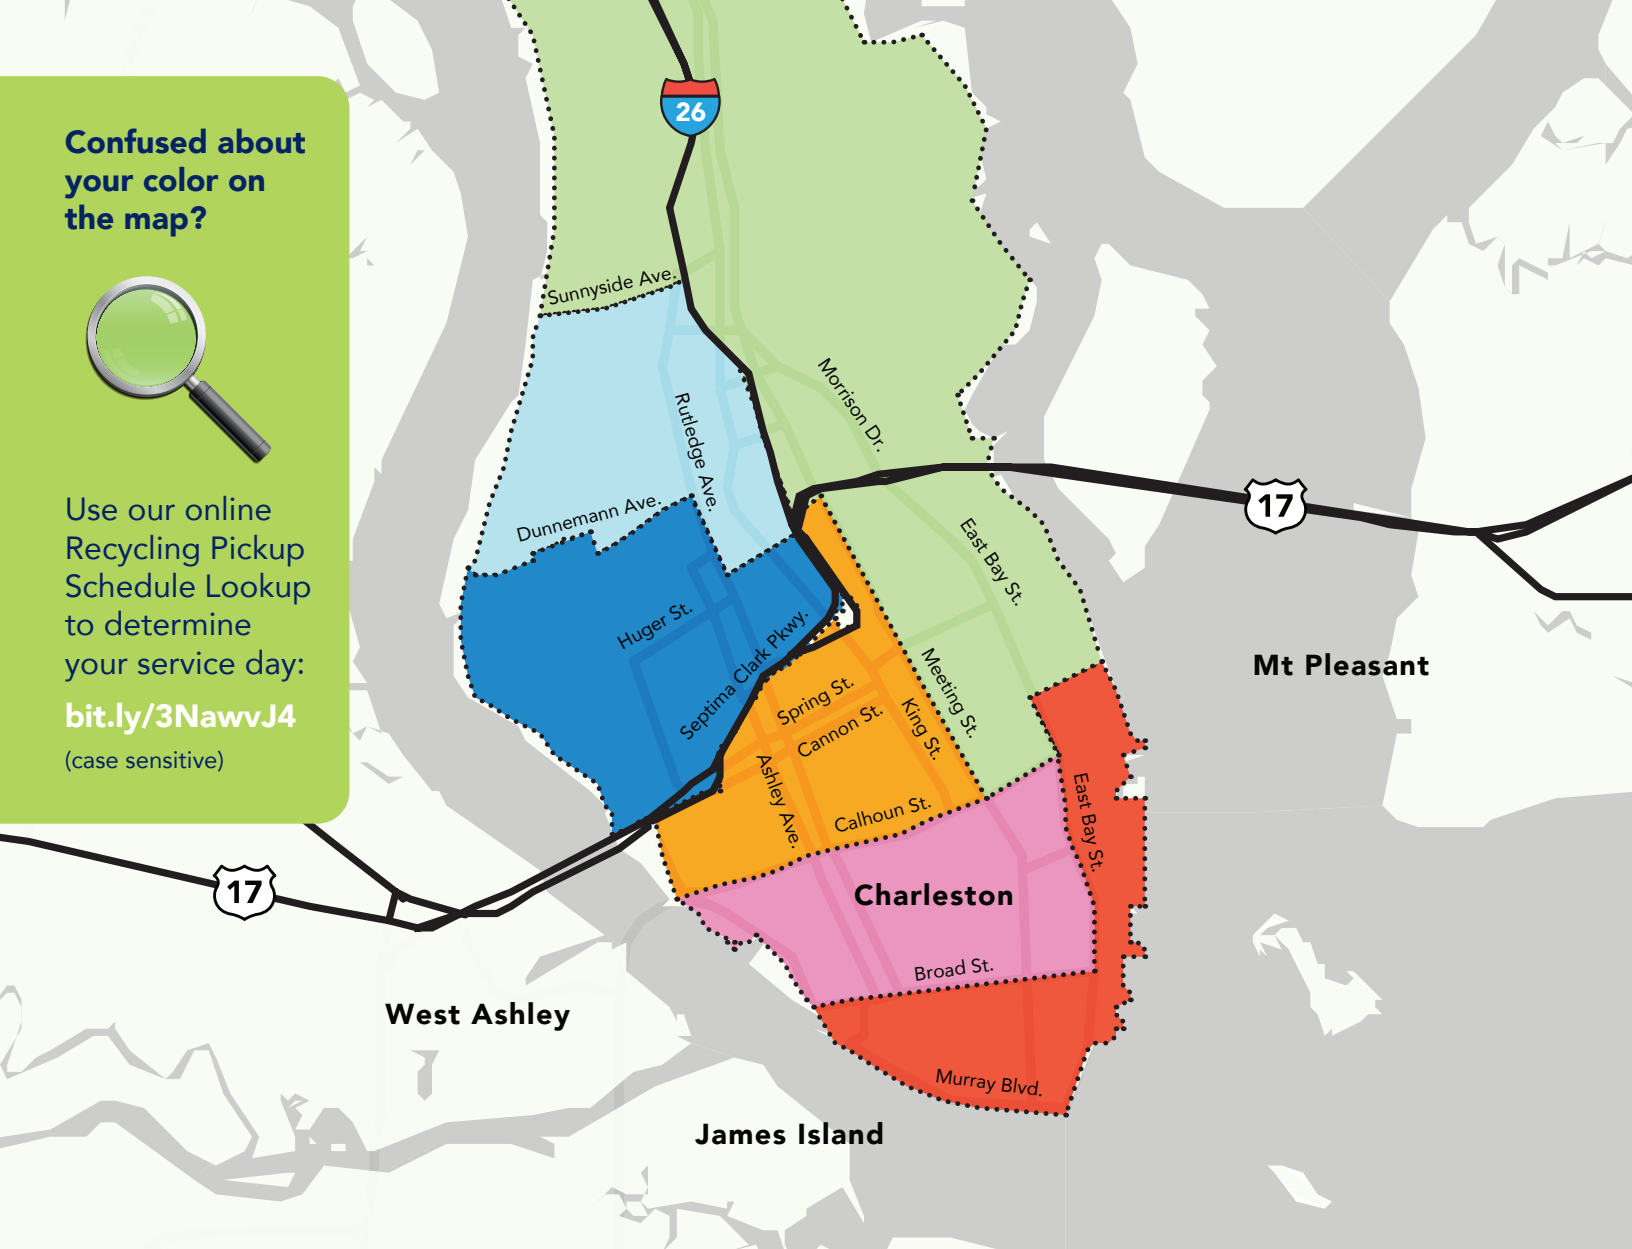 Confused about
your color on
the map?
Use our online
Recycling Pickup
Schedule Lookup
to determine
your service day:
bit.ly/3NawvJ4
(case sensitive)
26
Sunnyside Ave.
Morrison Dr.
Rutledge Ave.
Dunnemann Ave.
17
East Bay St.
Huger St.
Septima Clark Pkwy.
Mt Pleasant
Meeting St.
Spring St.
King St.
Cannon St.
Ashley Ave.
East Bay St.
Calhoun St.
17
Charleston
Broad St.
West Ashley
Murray Blvd.
James Island